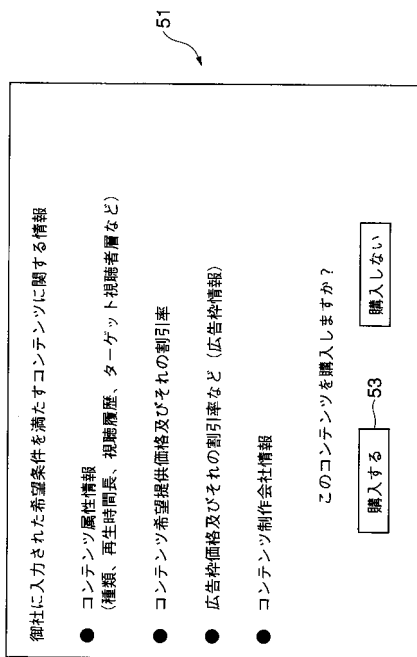 御社に入力された希望条件を満たすコンテンツに関する情報
● コンテンツ属性情報
（種類、再生時間長、視聴履歴、ターゲット視聴者層など）
● コンテンツ希望提供価格及びそれの割引率
● 広告枠価格及びそれの割引率など（広告枠情報）
● コンテンツ制作会社情報
このコンテンツを購入しますか？
購入する
購入しない
53
51